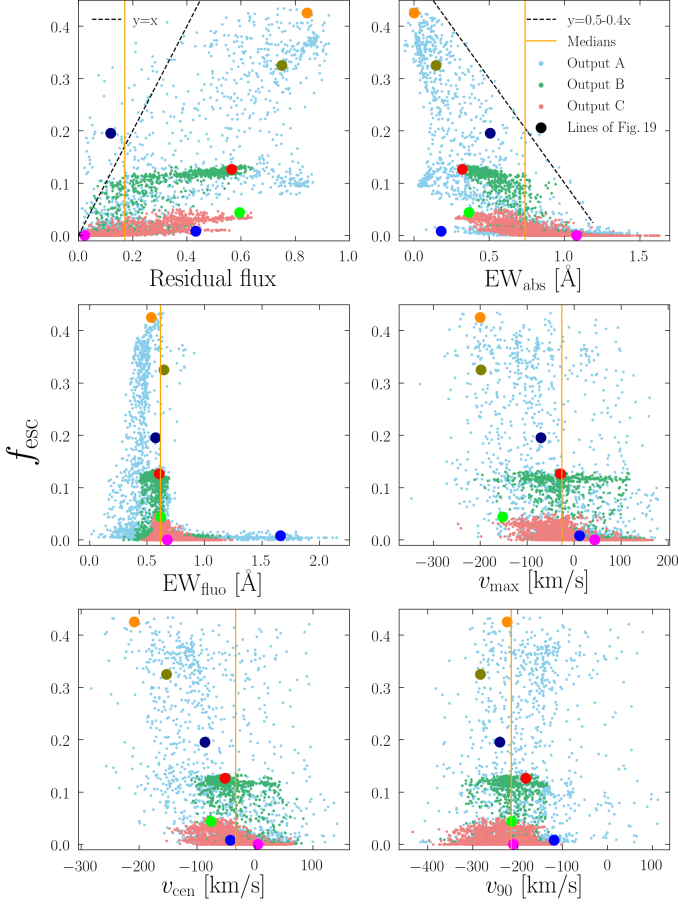 0.4
0.3
0.2
0.1
0.0
y=x
0.0 0.2 0.4 0.6 0.8 1.0
Residual flux
0.4
0.3
0.2
0.1
0.0
y=0.5-0.4x
Medians
Output A
Output B
Output C
Lines of Fig. 19
0.0 0.5 1.0 1.5
EW_abs [Å]
f_esc
0.4
0.3
0.2
0.1
0.0
0.0 0.5 1.0 1.5 2.0
EW_fluo [Å]
0.4
0.3
0.2
0.1
0.0
−300 −200 −100 0 100 200
v_max [km/s]
0.4
0.3
0.2
0.1
0.0
−300 −200 −100 0 100
v_cen [km/s]
0.4
0.3
0.2
0.1
0.0
−400 −300 −200 −100 0 100
v_90 [km/s]